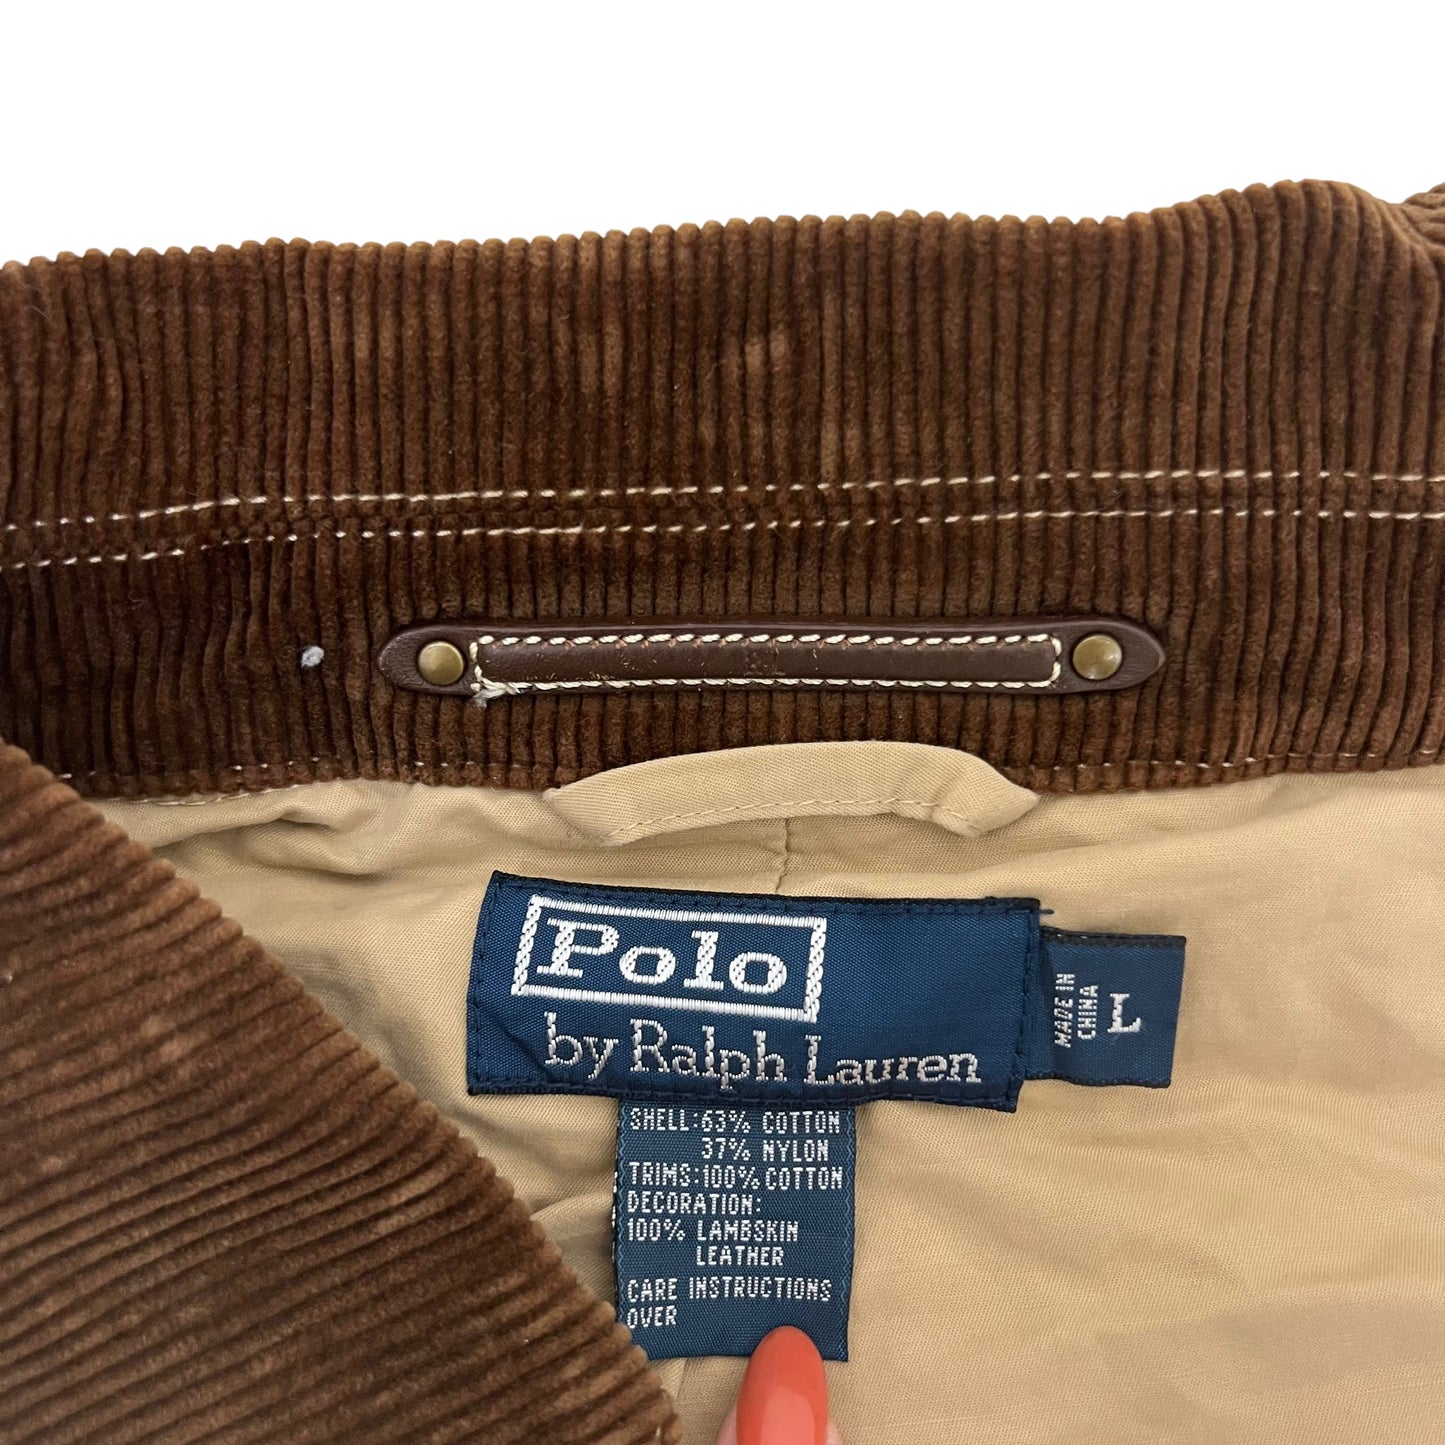 Polo
by Ralph Lauren
MADE IN
CHINA
L
SHELL:63% COTTON
37% NYLON
TRIMS:100% COTTON
DECORATION:
100% LAMBSKIN
LEATHER
CARE INSTRUCTIONS
OVER